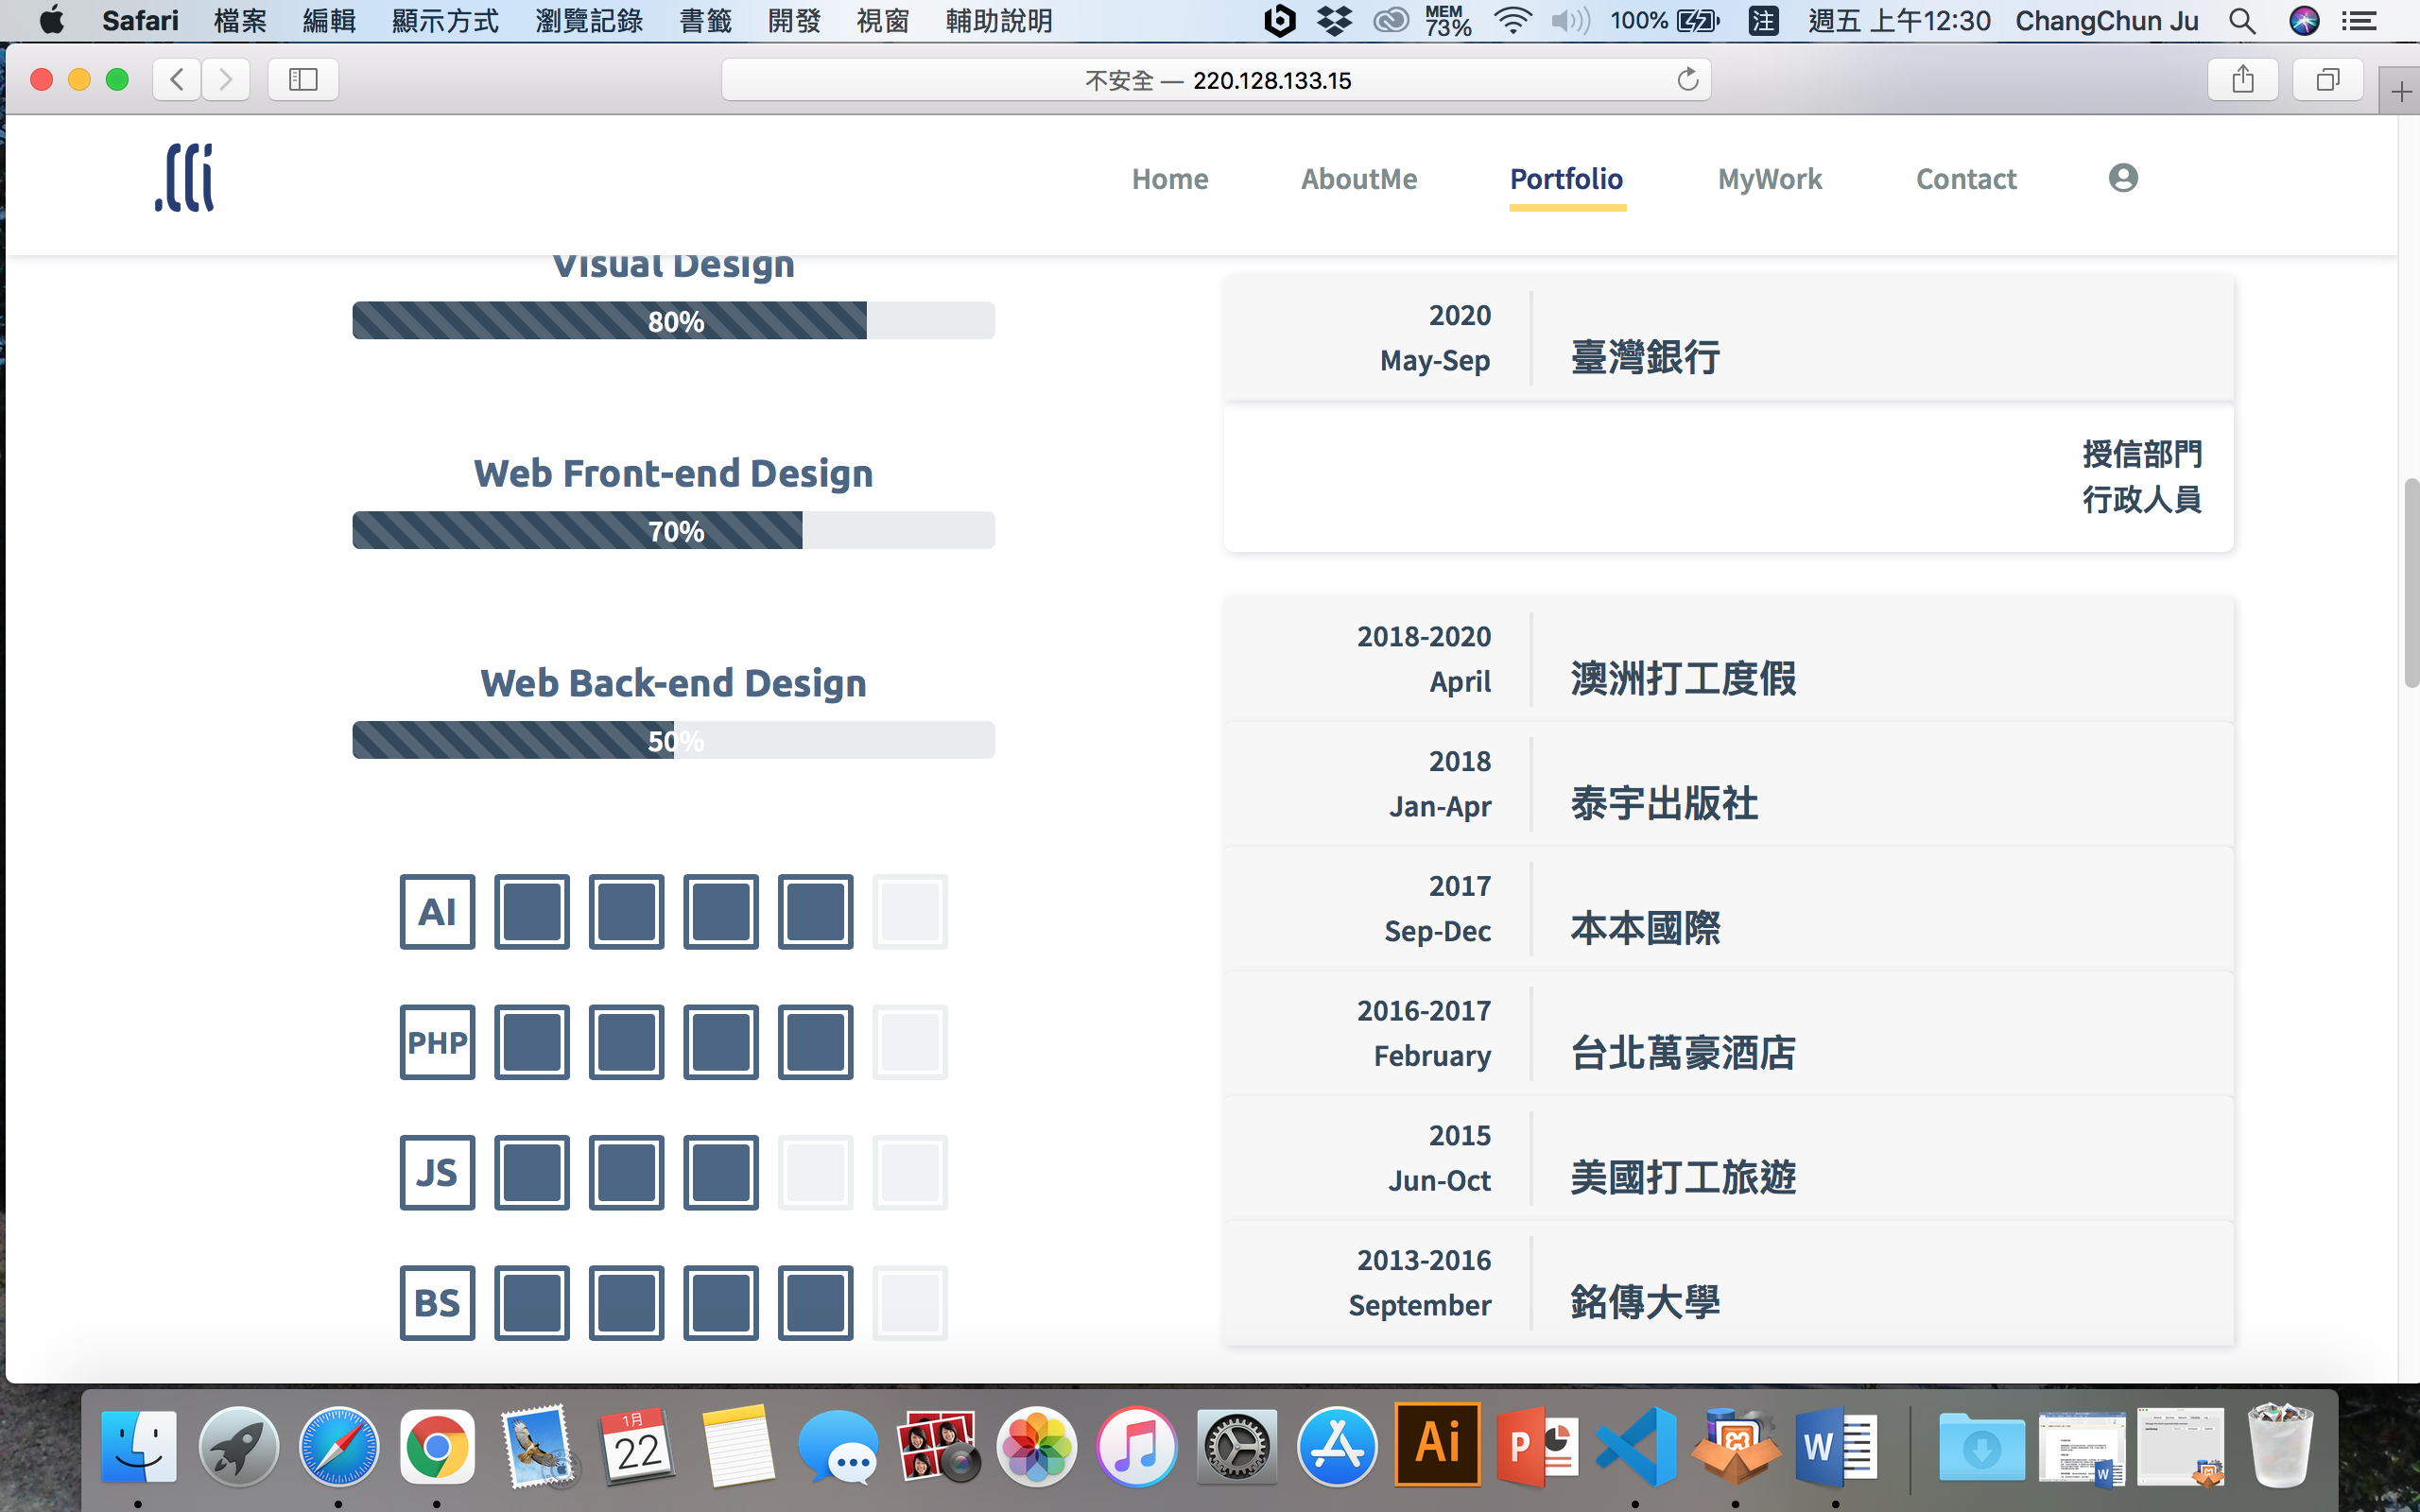 Safari 檔案 編輯 顯示方式 瀏覽記錄 書籤 開發 視窗 輔助說明 MEM 73% 100% 注 週五 上午12:30 ChangChun Ju
不安全 — 220.128.133.15
.CCi Home AboutMe Portfolio MyWork Contact
Visual Design
80%
Web Front-end Design
70%
Web Back-end Design
50%
AI
PHP
JS
BS
2020
May-Sep
臺灣銀行
授信部門
行政人員
2018-2020
April
澳洲打工度假
2018
Jan-Apr
泰宇出版社
2017
Sep-Dec
本本國際
2016-2017
February
台北萬豪酒店
2015
Jun-Oct
美國打工旅遊
2013-2016
September
銘傳大學
1月
22
Ai
P
W
W